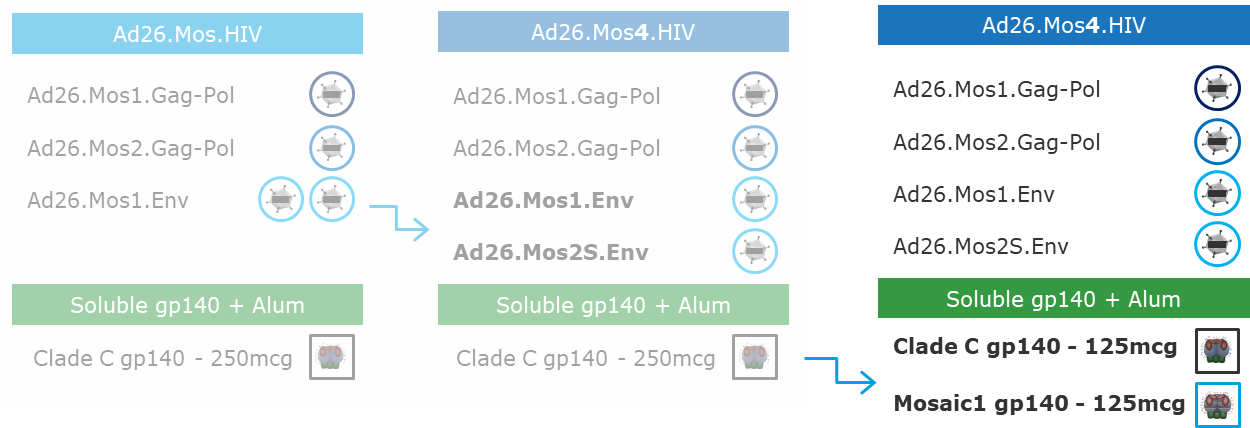 Ad26.Mos.HIV
Ad26.Mos1.Gag-Pol
Ad26.Mos2.Gag-Pol
Ad26.Mos1.Env
Soluble gp140 + Alum
Clade C gp140 - 250mcg
Ad26.Mos4.HIV
Ad26.Mos1.Gag-Pol
Ad26.Mos2.Gag-Pol
Ad26.Mos1.Env
Ad26.Mos2S.Env
Soluble gp140 + Alum
Clade C gp140 - 250mcg
Ad26.Mos4.HIV
Ad26.Mos1.Gag-Pol
Ad26.Mos2.Gag-Pol
Ad26.Mos1.Env
Ad26.Mos2S.Env
Soluble gp140 + Alum
Clade C gp140 - 125mcg
Mosaic1 gp140 - 125mcg